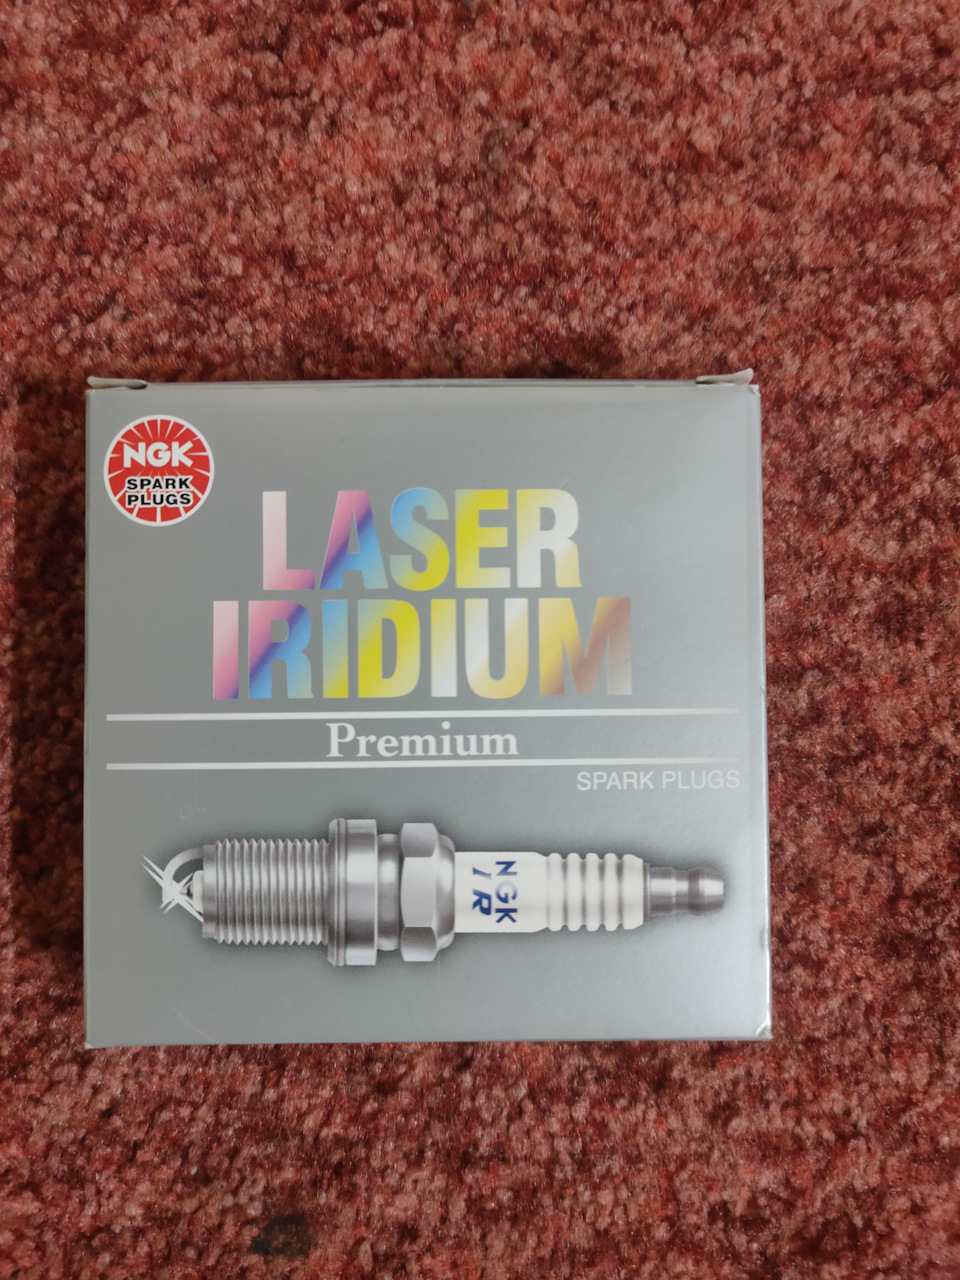 NGK
SPARK
PLUGS
LASER
IRIDIUM
Premium
SPARK PLUGS
NGK
IR